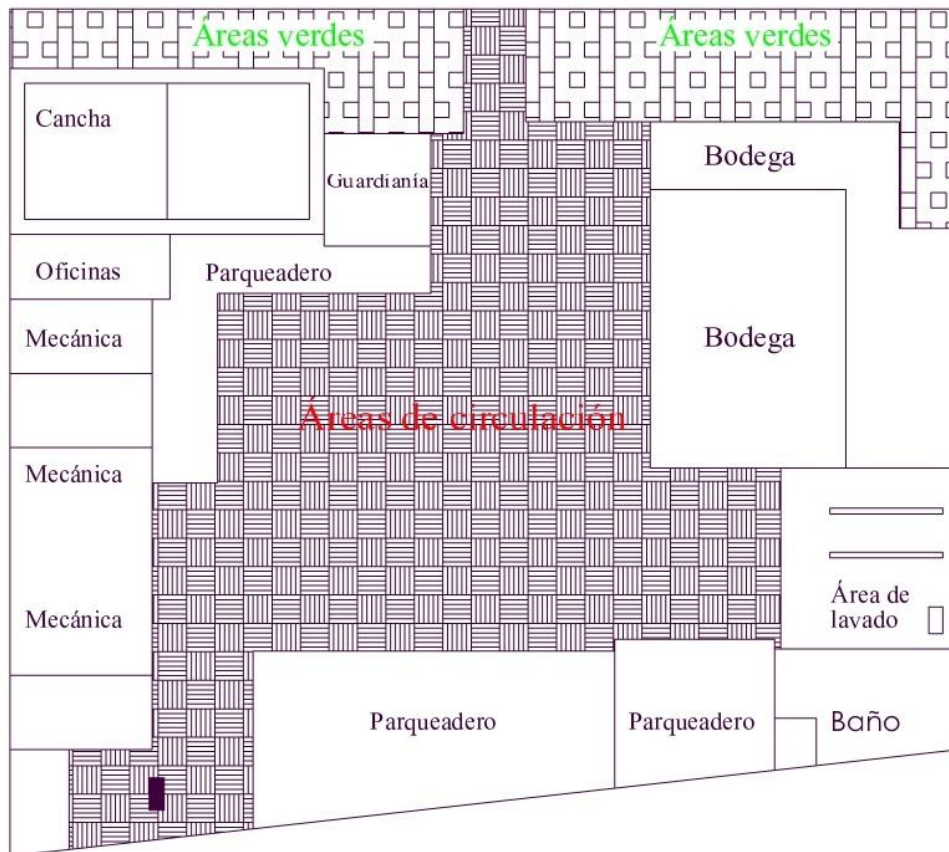 Áreas verdes
Áreas verdes
Cancha
Bodega
Guardianía
Oficinas
Parqueadero
Mecánica
Bodega
Áreas de circulación
Mecánica
Área de
lavado
Mecánica
Parqueadero
Parqueadero
Baño